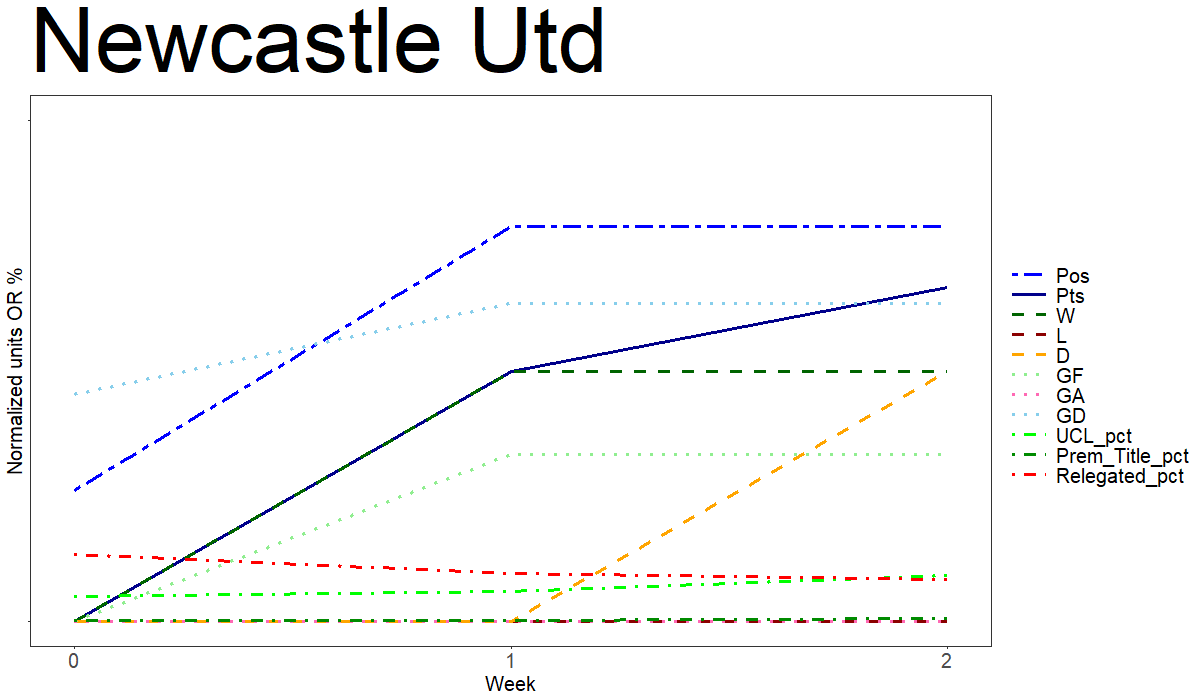 Newcastle Utd
Normalized units OR %
Pos
Pts
W
L
D
GF
GA
GD
UCL_pct
Prem_Title_pct
Relegated_pct
0
1
2
Week